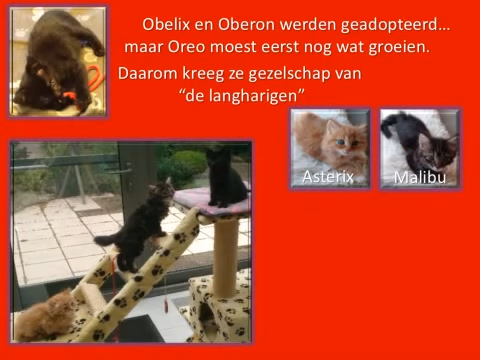 Obelix en Oberon werden geadopteerd...
maar Oreo moest eerst nog wat groeien.
Daarom kreeg ze gezelschap van
“de langharigen”
Asterix
Malibu